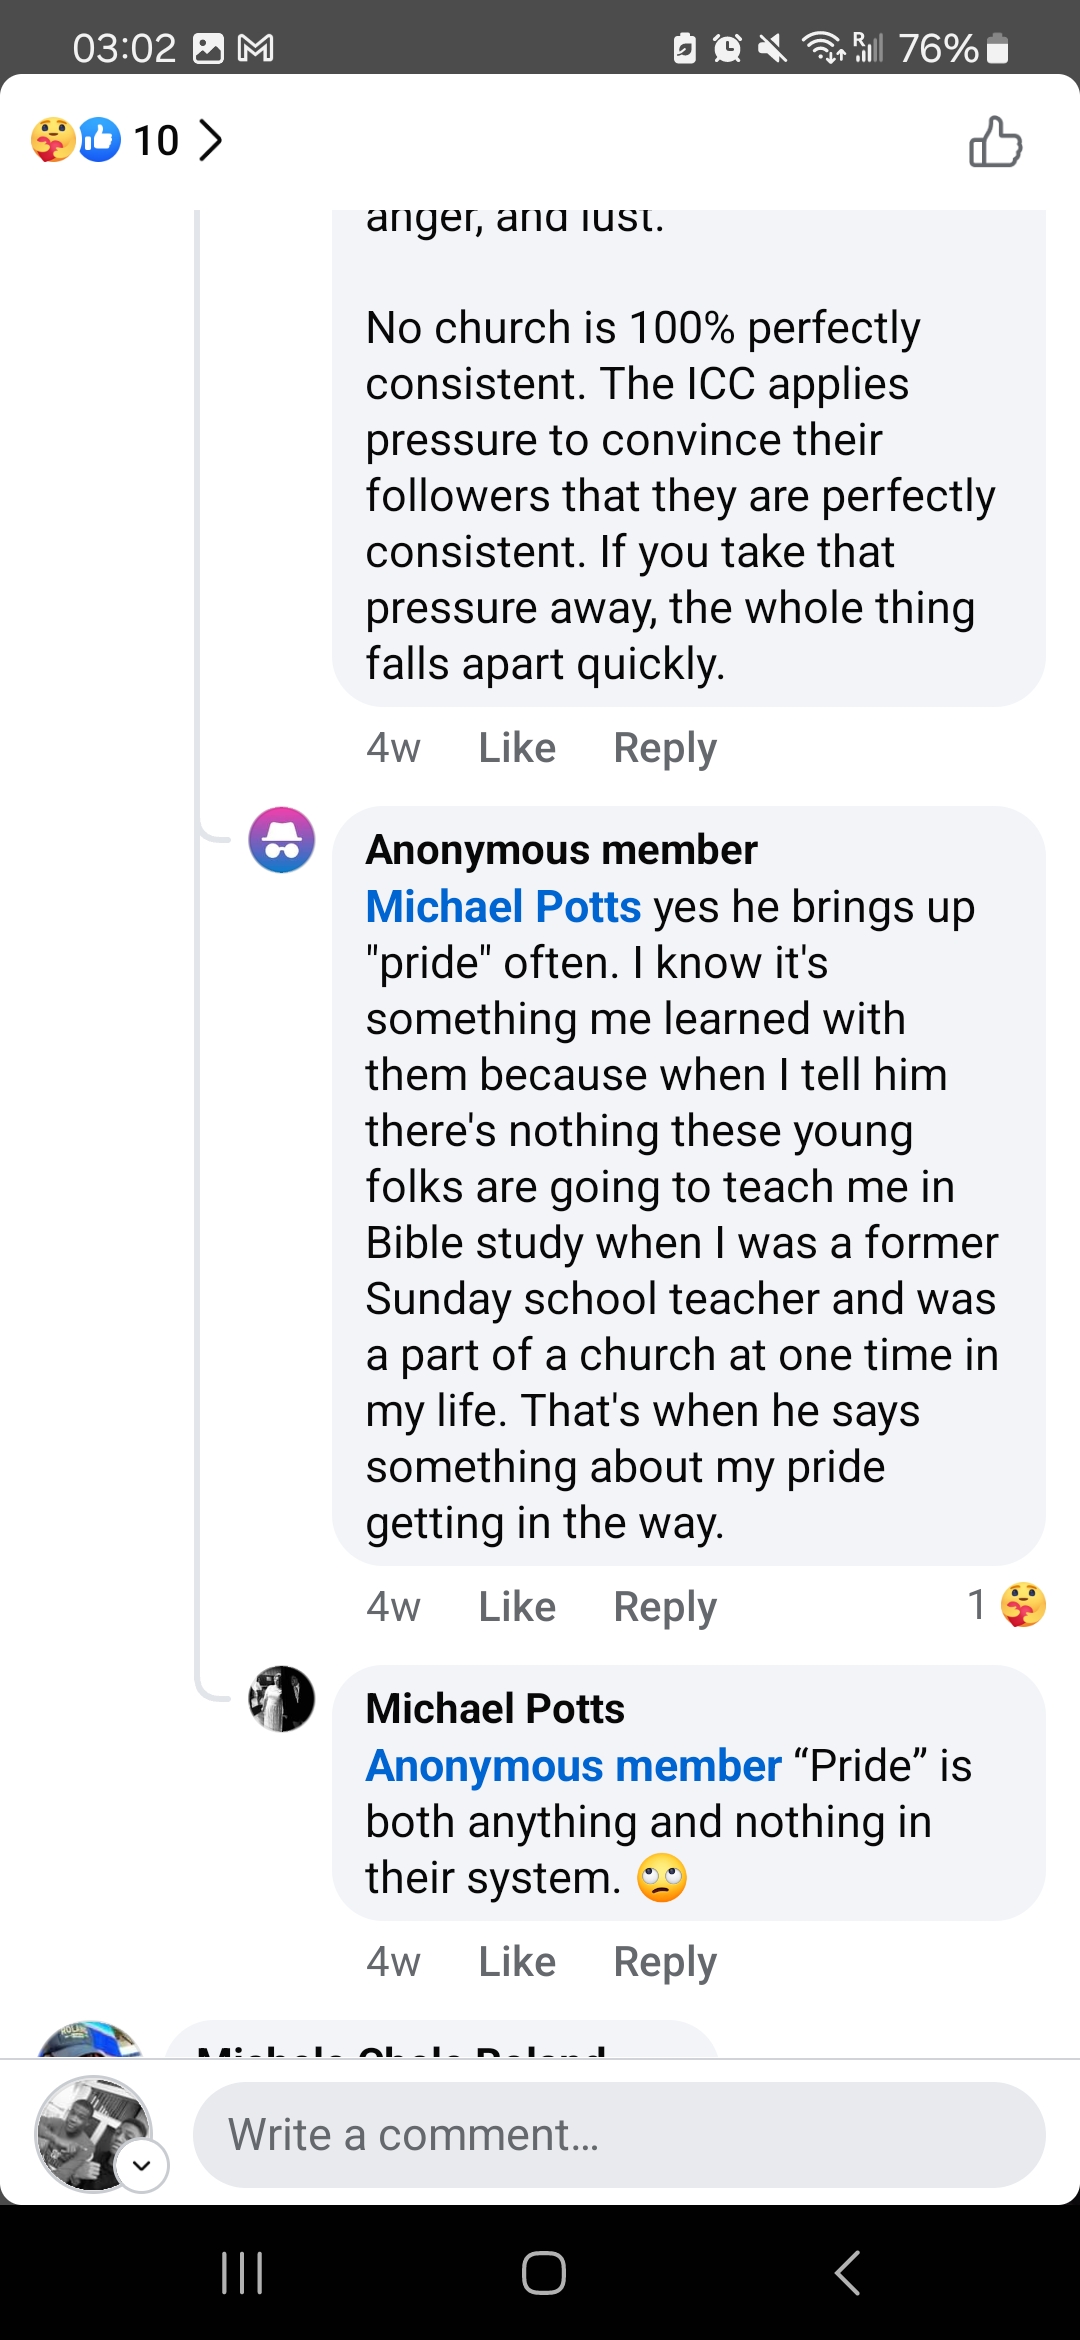 03:02 76%
10
anger, and lust.
No church is 100% perfectly
consistent. The ICC applies
pressure to convince their
followers that they are perfectly
consistent. If you take that
pressure away, the whole thing
falls apart quickly.
4w Like Reply
Anonymous member
Michael Potts yes he brings up
"pride" often. I know it's
something me learned with
them because when I tell him
there's nothing these young
folks are going to teach me in
Bible study when I was a former
Sunday school teacher and was
a part of a church at one time in
my life. That's when he says
something about my pride
getting in the way.
4w Like Reply 1
Michael Potts
Anonymous member “Pride” is
both anything and nothing in
their system. 🙄
4w Like Reply
Write a comment...